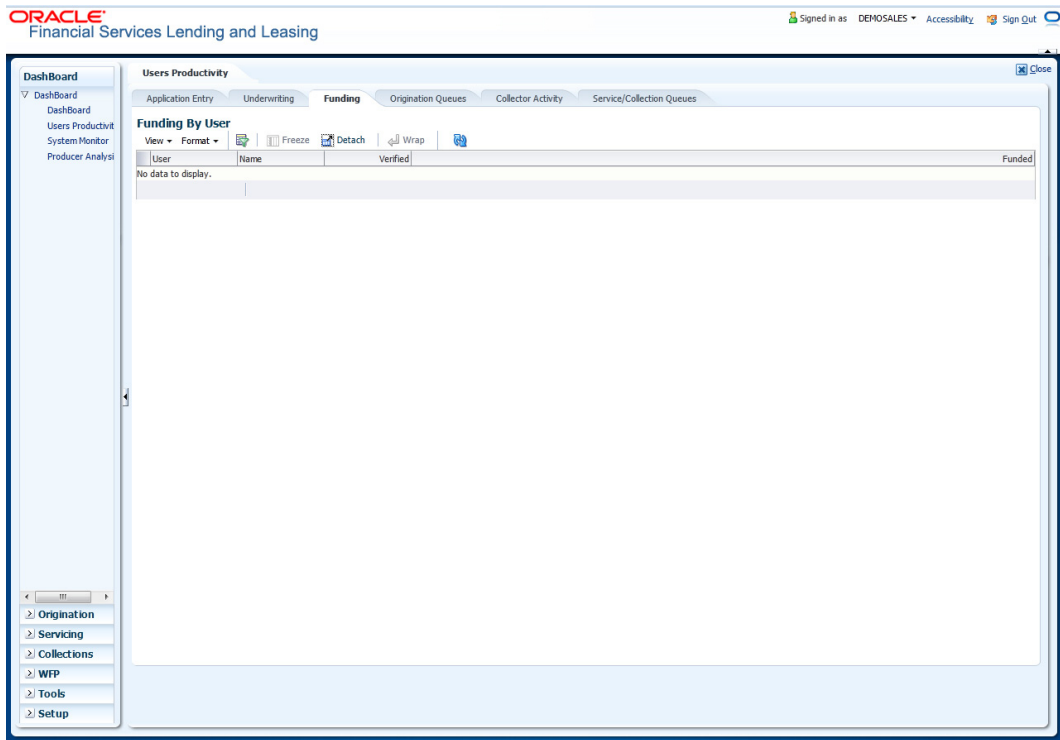 ORACLE
Financial Services Lending and Leasing
Signed in as DEMOSALES Accessibility Sign Out
DashBoard
DashBoard
DashBoard
Users Productivit
System Monitor
Producer Analysi
Origination
Servicing
Collections
WFP
Tools
Setup
Users Productivity
Close
Application Entry Underwriting Funding Origination Queues Collector Activity Service/Collection Queues
Funding By User
View Format Freeze Detach Wrap
User Name Verified Funded
No data to display.